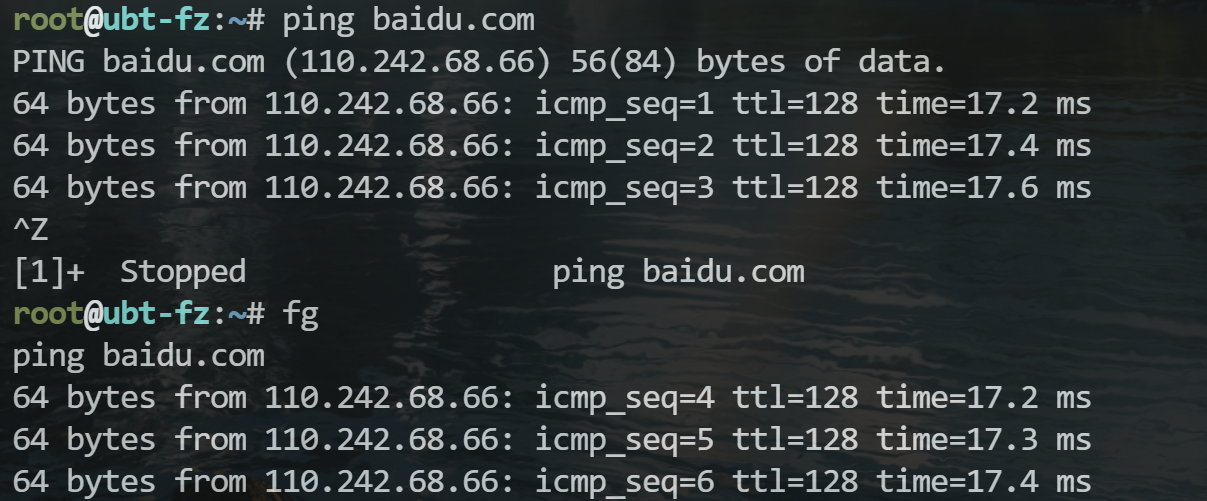 root@ubt-fz:~# ping baidu.com
PING baidu.com (110.242.68.66) 56(84) bytes of data.
64 bytes from 110.242.68.66: icmp_seq=1 ttl=128 time=17.2 ms
64 bytes from 110.242.68.66: icmp_seq=2 ttl=128 time=17.4 ms
64 bytes from 110.242.68.66: icmp_seq=3 ttl=128 time=17.6 ms
^Z
[1]+  Stopped                 ping baidu.com
root@ubt-fz:~# fg
ping baidu.com
64 bytes from 110.242.68.66: icmp_seq=4 ttl=128 time=17.2 ms
64 bytes from 110.242.68.66: icmp_seq=5 ttl=128 time=17.3 ms
64 bytes from 110.242.68.66: icmp_seq=6 ttl=128 time=17.4 ms